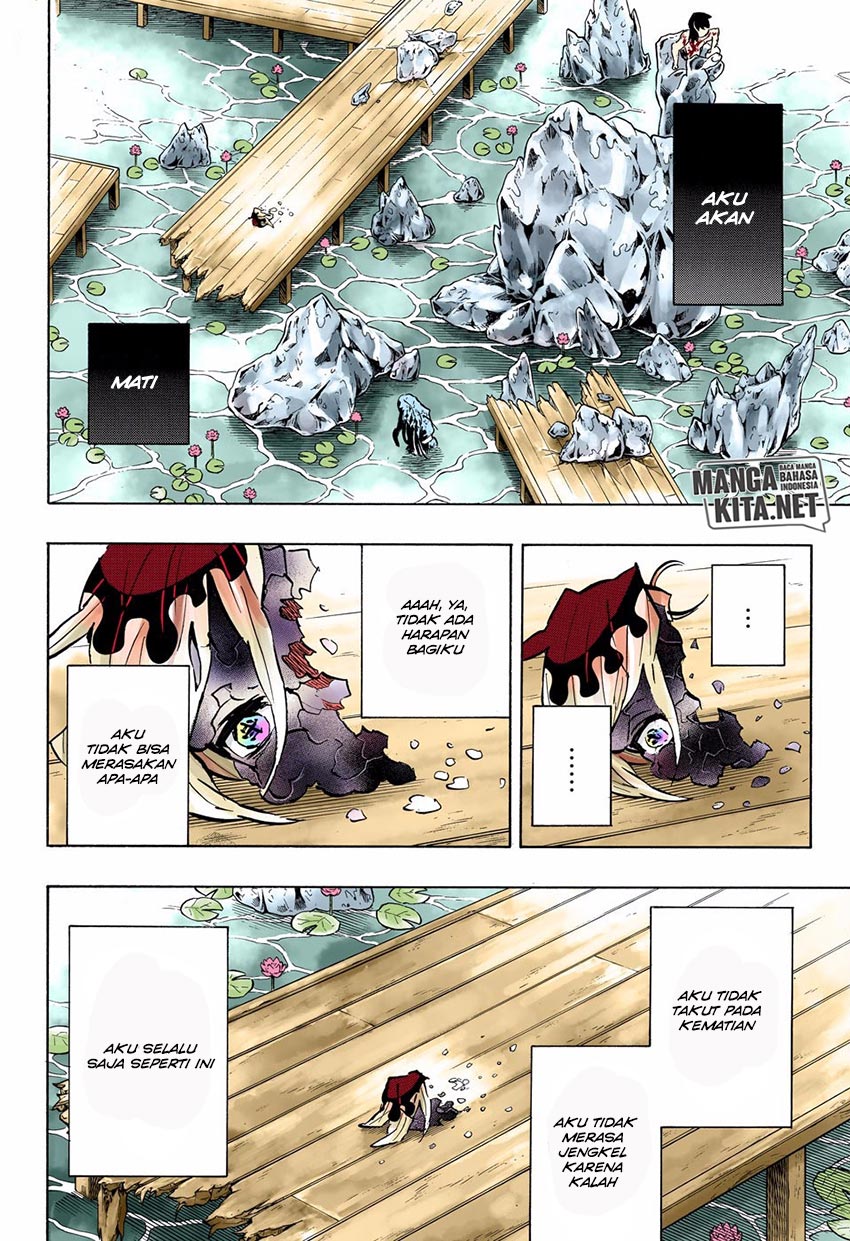 AKU
AKAN
MATI
MANGA
KITA.NET
BACA MANGA
BAHASA
INDONESIA
...
......
AAAH, YA,
TIDAK ADA
HARAPAN
BAGIKU
AKU
TIDAK BISA
MERASAKAN
APA-APA
AKU TIDAK
TAKUT PADA
KEMATIAN
AKU TIDAK
MERASA
JENGKEL
KARENA
KALAH
AKU SELALU
SAJA SEPERTI INI